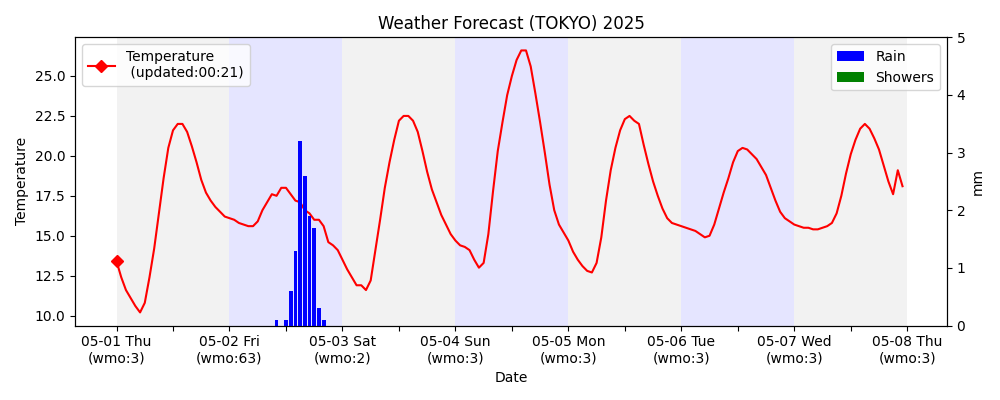 Weather Forecast (TOKYO) 2025
Temperature
(updated:00:21)
Rain
Showers
25.0
22.5
20.0
17.5
15.0
12.5
10.0
Temperature
5
4
3
2
1
0
mm
05-01 Thu
(wmo:3)
05-02 Fri
(wmo:63)
05-03 Sat
(wmo:2)
05-04 Sun
(wmo:3)
05-05 Mon
(wmo:3)
05-06 Tue
(wmo:3)
05-07 Wed
(wmo:3)
05-08 Thu
(wmo:3)
Date